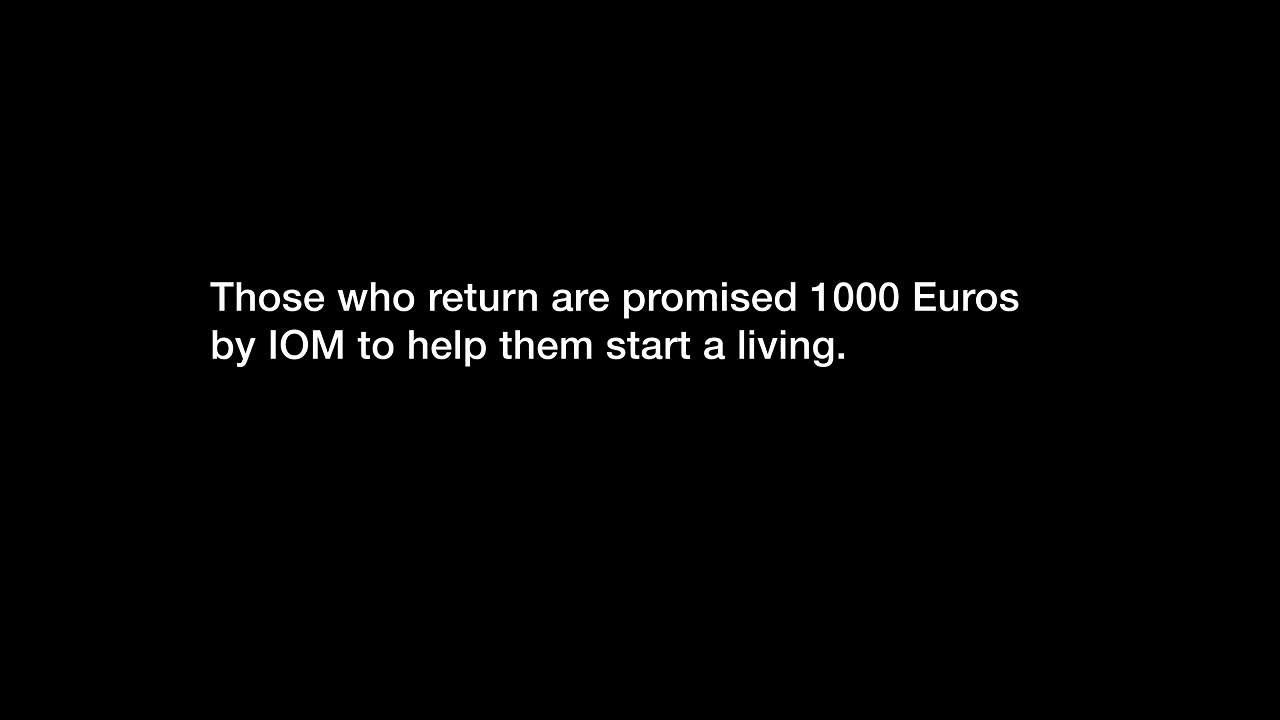 Those who return are promised 1000 Euros
by IOM to help them start a living.